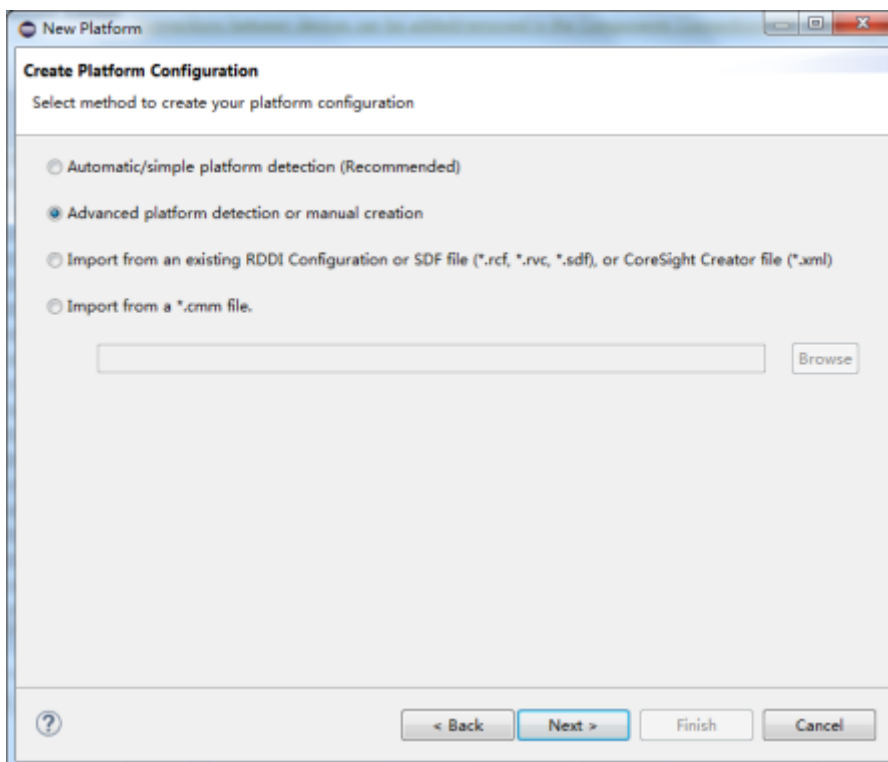 New Platform
Create Platform Configuration
Select method to create your platform configuration
Automatic/simple platform detection (Recommended)
Advanced platform detection or manual creation
Import from an existing RDDI Configuration or SDF file (*.rcf, *.rvc, *.sdf), or CoreSight Creator file (*.xml)
Import from a *.cmm file.
Browse
< Back
Next >
Finish
Cancel